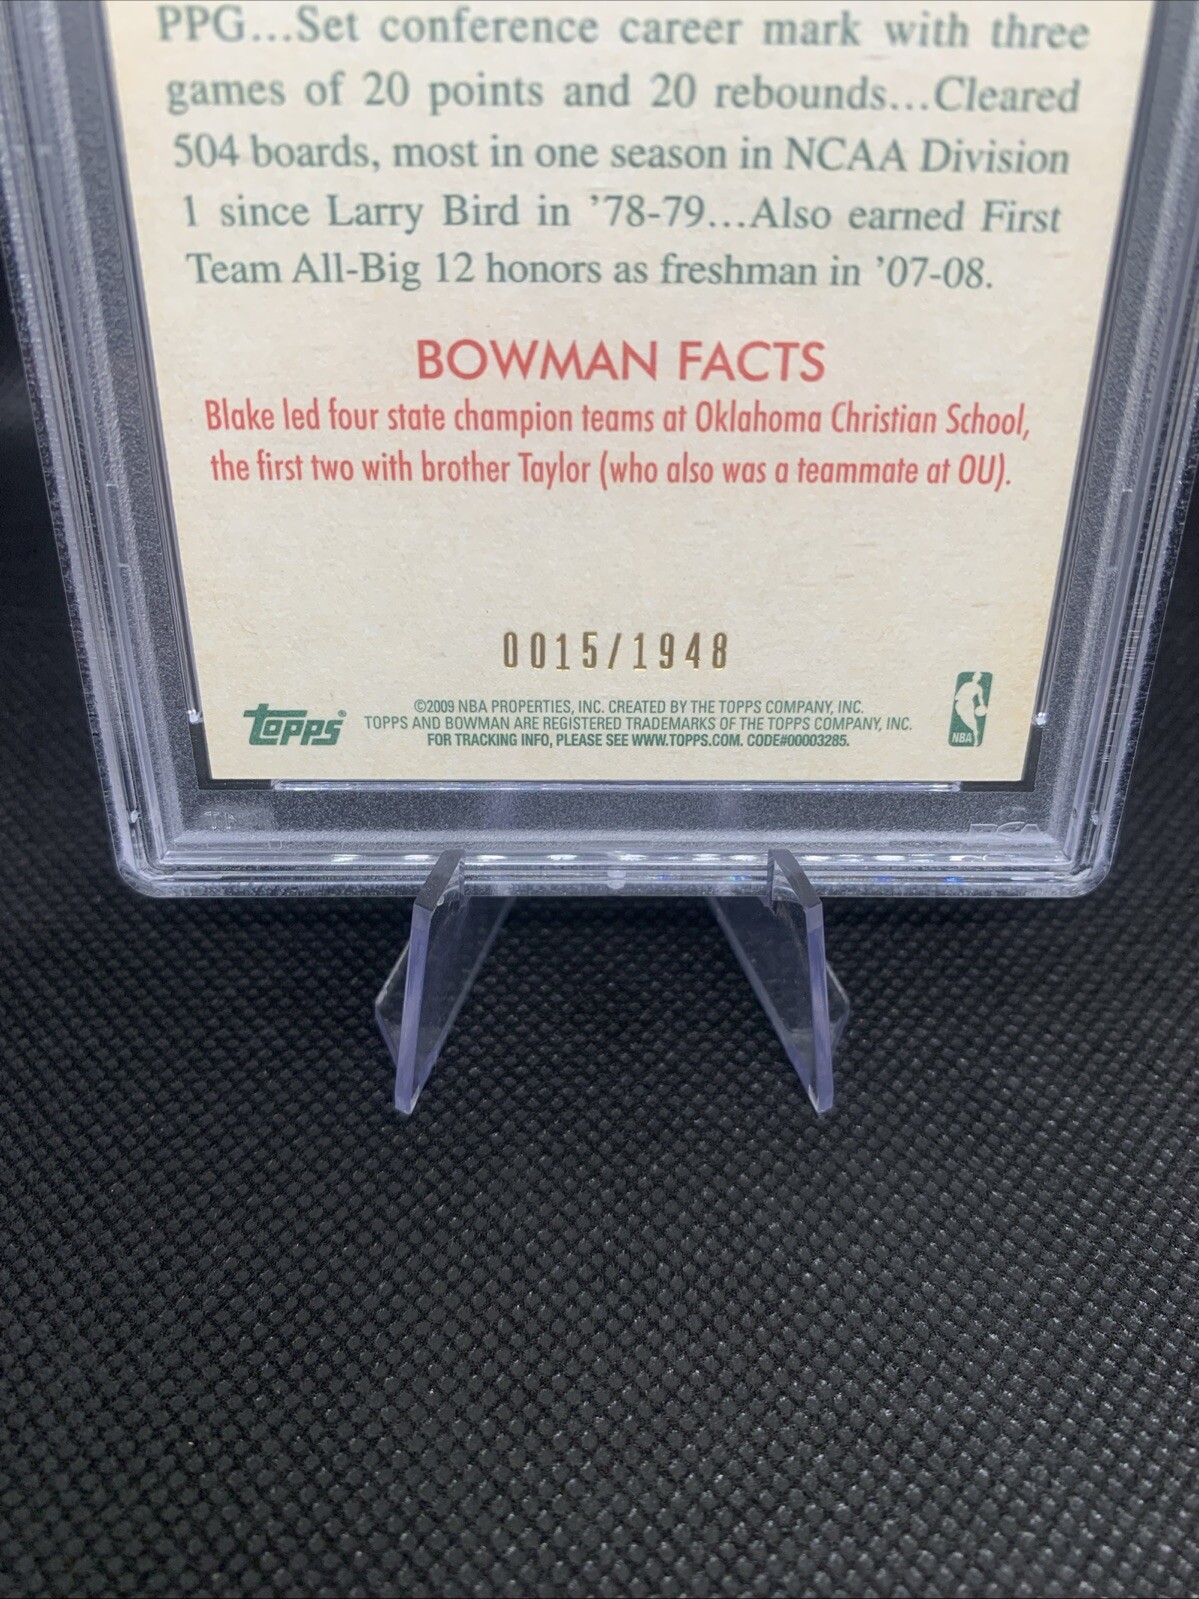 PPG...Set conference career mark with three
games of 20 points and 20 rebounds...Cleared
504 boards, most in one season in NCAA Division
1 since Larry Bird in ’78-79...Also earned First
Team All-Big 12 honors as freshman in ’07-08.
BOWMAN FACTS
Blake led four state champion teams at Oklahoma Christian School,
the first two with brother Taylor (who also was a teammate at OU).
0015/1948
©2009 NBA PROPERTIES, INC. CREATED BY THE TOPPS COMPANY, INC.
TOPPS AND BOWMAN ARE REGISTERED TRADEMARKS OF THE TOPPS COMPANY, INC.
FOR TRACKING INFO, PLEASE SEE WWW.TOPPS.COM. CODE#00003285.
TOPPS®
NBA
PSA